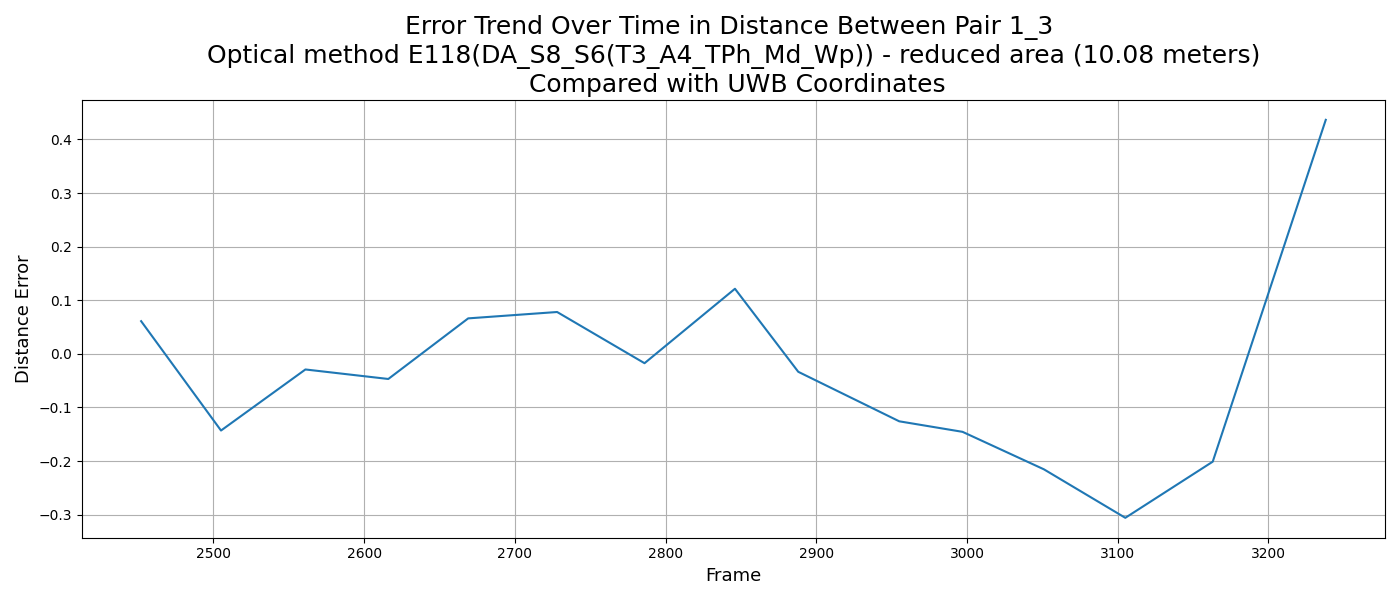 Error Trend Over Time in Distance Between Pair 1_3
Optical method E118(DA_S8_S6(T3_A4_TPh_Md_Wp)) - reduced area (10.08 meters)
Compared with UWB Coordinates
Distance Error
0.4
0.3
0.2
0.1
0.0
−0.1
−0.2
−0.3
2500 2600 2700 2800 2900 3000 3100 3200
Frame